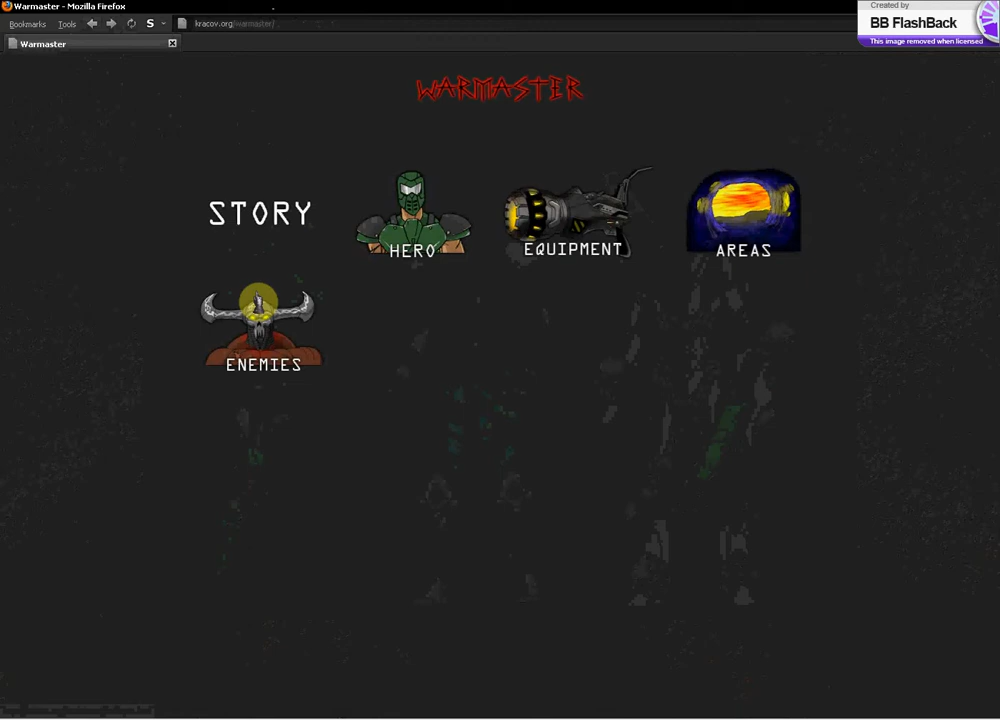 Warmaster - Mozilla Firefox
Created by
BB FlashBack
This image removed when licensed
Bookmarks Tools S kracov.org/warmaster/
Warmaster
WARMASTER
STORY
HERO
EQUIPMENT
AREAS
ENEMIES